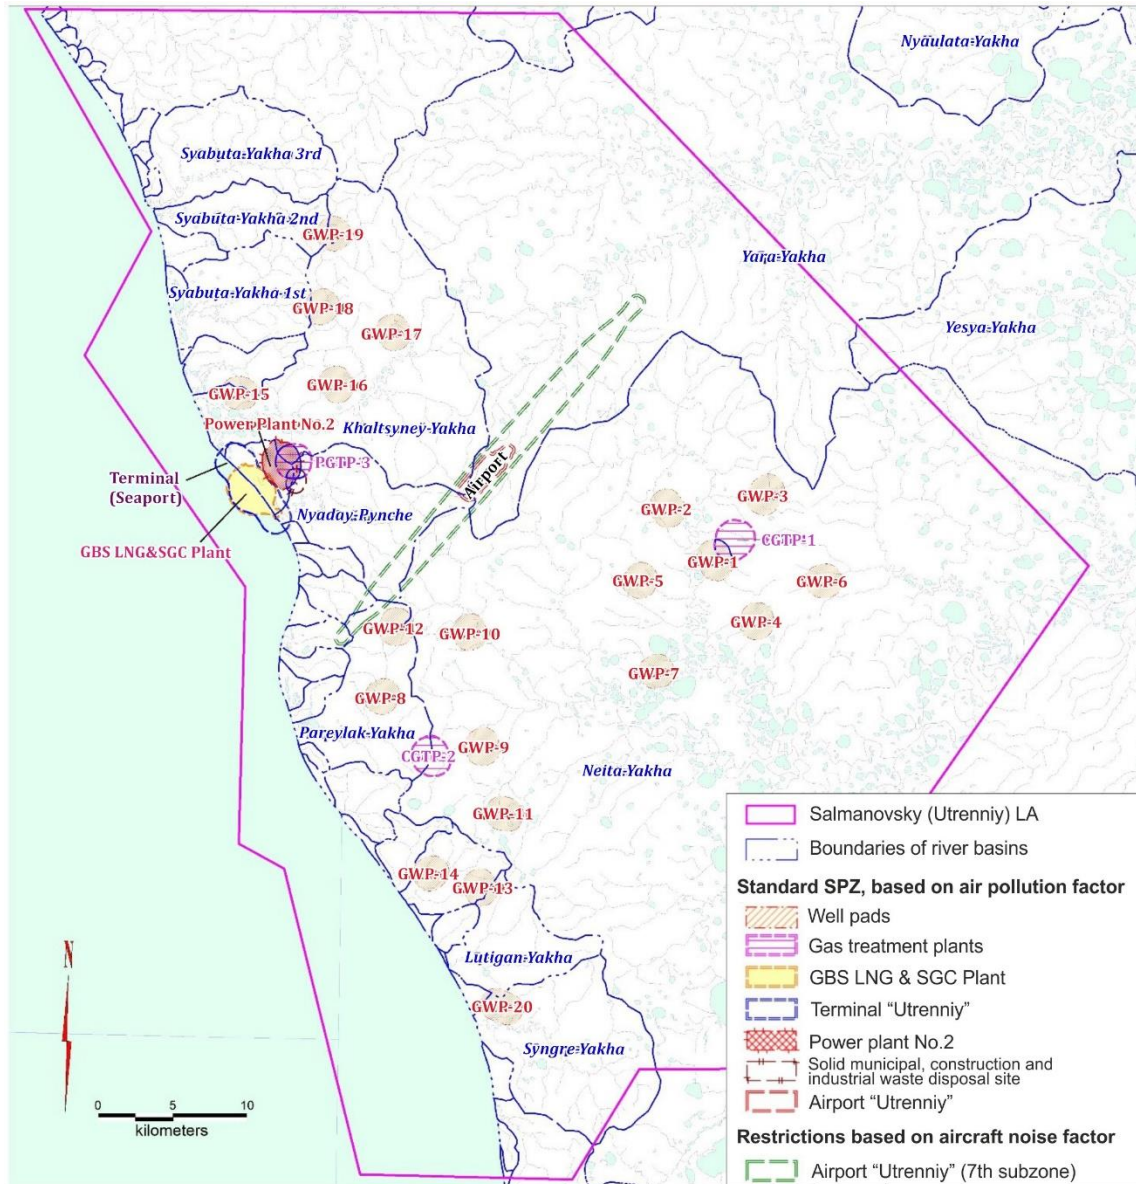 Nyaulata-Yakha
Syabuta-Yakha 3rd
Syabuta-Yakha 2nd
GWP-19
Yara-Yakha
Syabuta-Yakha 1st
GWP-18
GWP-17
Yesya-Yakha
GWP-16
GWP-15
Power Plant No.2
Khaltsyney-Yakha
PGTP-3
Terminal
(Seaport)
Airport
GWP-3
GWP-2
Nyaday-Pynche
GBS LNG&SGC Plant
CGTP-1
GWP-1
GWP-5
GWP-6
GWP-12
GWP-10
GWP-4
GWP-7
GWP-8
Pareylak-Yakha
GWP-9
CGTP-2
Neita-Yakha
GWP-11
GWP-14
GWP-13
Lutigan-Yakha
GWP-20
Syngre-Yakha
N
0 5 10
kilometers
Salmanovsky (Utrenniy) LA
Boundaries of river basins
Standard SPZ, based on air pollution factor
Well pads
Gas treatment plants
GBS LNG & SGC Plant
Terminal “Utrenniy”
Power plant No.2
Solid municipal, construction and
industrial waste disposal site
Airport “Utrenniy”
Restrictions based on aircraft noise factor
Airport “Utrenniy” (7th subzone)